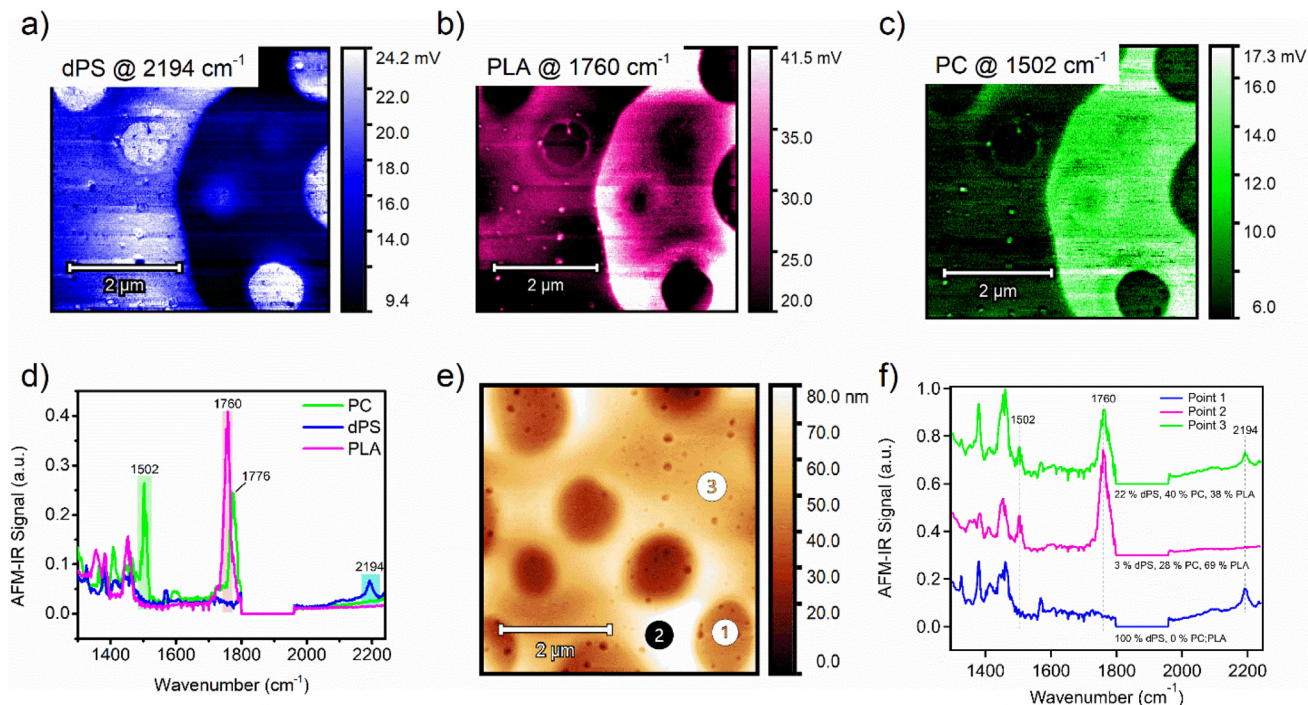 a)
dPS @ 2194 cm⁻¹
24.2 mV
22.0
20.0
18.0
16.0
14.0
9.4
2 µm
b)
PLA @ 1760 cm⁻¹
41.5 mV
35.0
30.0
25.0
20.0
2 µm
c)
PC @ 1502 cm⁻¹
17.3 mV
16.0
14.0
12.0
10.0
6.0
2 µm
d)
0.4
0.3
0.2
0.1
0.0
AFM-IR Signal (a.u.)
1760
PC
dPS
PLA
1502
1776
2194
1400 1600 1800 2000 2200
Wavenumber (cm⁻¹)
e)
80.0 nm
70.0
60.0
50.0
40.0
30.0
20.0
10.0
0.0
3
2
1
2 µm
f)
1.0
0.8
0.6
0.4
0.2
0.0
AFM-IR Signal (a.u.)
Point 1
Point 2
Point 3
1502
1760
2194
22 % dPS, 40 % PC, 38 % PLA
3 % dPS, 28 % PC, 69 % PLA
100 % dPS, 0 % PC;PLA
1400 1600 1800 2000 2200
Wavenumber (cm⁻¹)